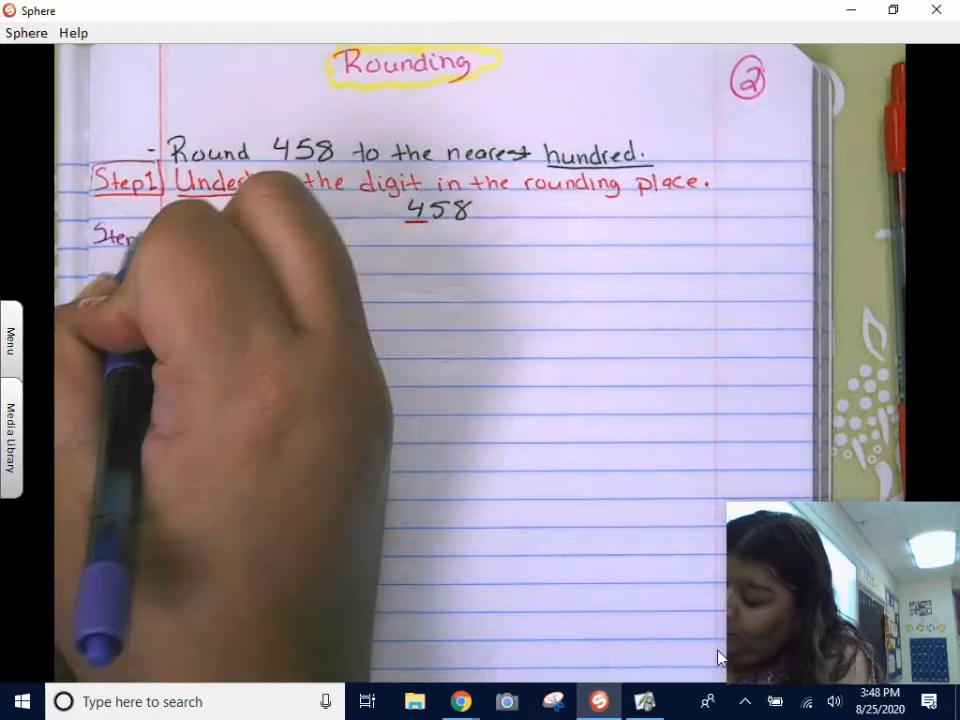 Sphere
Sphere Help
Rounding
2
- Round 458 to the nearest hundred.
Step1 the digit in the rounding place.
458
Menu
Media Library
Type here to search
3:48 PM
8/25/2020